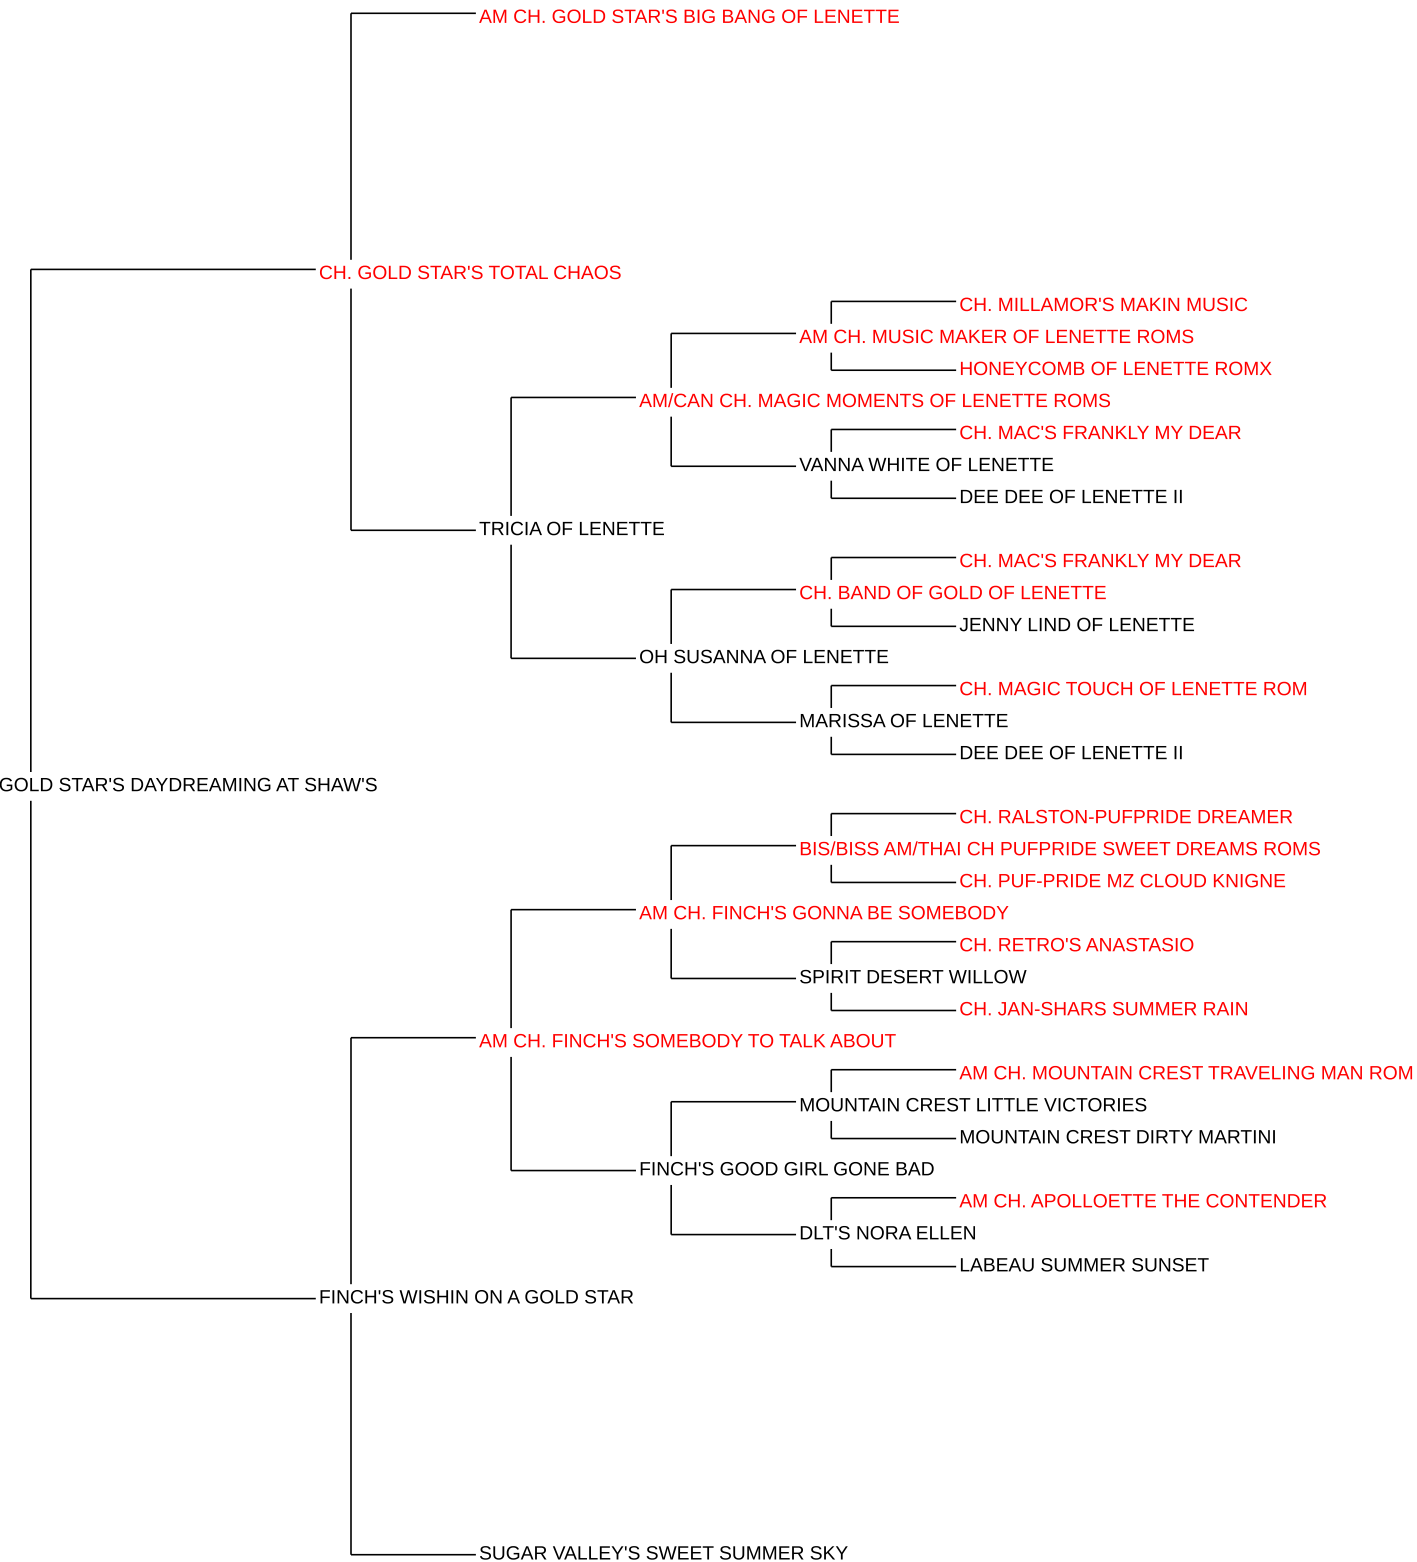 AM CH. GOLD STAR'S BIG BANG OF LENETTE
CH. GOLD STAR'S TOTAL CHAOS
CH. MILLAMOR'S MAKIN MUSIC
AM CH. MUSIC MAKER OF LENETTE ROMS
HONEYCOMB OF LENETTE ROMX
AM/CAN CH. MAGIC MOMENTS OF LENETTE ROMS
CH. MAC'S FRANKLY MY DEAR
VANNA WHITE OF LENETTE
DEE DEE OF LENETTE II
TRICIA OF LENETTE
CH. MAC'S FRANKLY MY DEAR
CH. BAND OF GOLD OF LENETTE
JENNY LIND OF LENETTE
OH SUSANNA OF LENETTE
CH. MAGIC TOUCH OF LENETTE ROM
MARISSA OF LENETTE
DEE DEE OF LENETTE II
GOLD STAR'S DAYDREAMING AT SHAW'S
CH. RALSTON-PUFPRIDE DREAMER
BIS/BISS AM/THAI CH PUFPRIDE SWEET DREAMS ROMS
CH. PUF-PRIDE MZ CLOUD KNIGNE
AM CH. FINCH'S GONNA BE SOMEBODY
CH. RETRO'S ANASTASIO
SPIRIT DESERT WILLOW
CH. JAN-SHARS SUMMER RAIN
AM CH. FINCH'S SOMEBODY TO TALK ABOUT
AM CH. MOUNTAIN CREST TRAVELING MAN ROM
MOUNTAIN CREST LITTLE VICTORIES
MOUNTAIN CREST DIRTY MARTINI
FINCH'S GOOD GIRL GONE BAD
AM CH. APOLLOETTE THE CONTENDER
DLT'S NORA ELLEN
LABEAU SUMMER SUNSET
FINCH'S WISHIN ON A GOLD STAR
SUGAR VALLEY'S SWEET SUMMER SKY